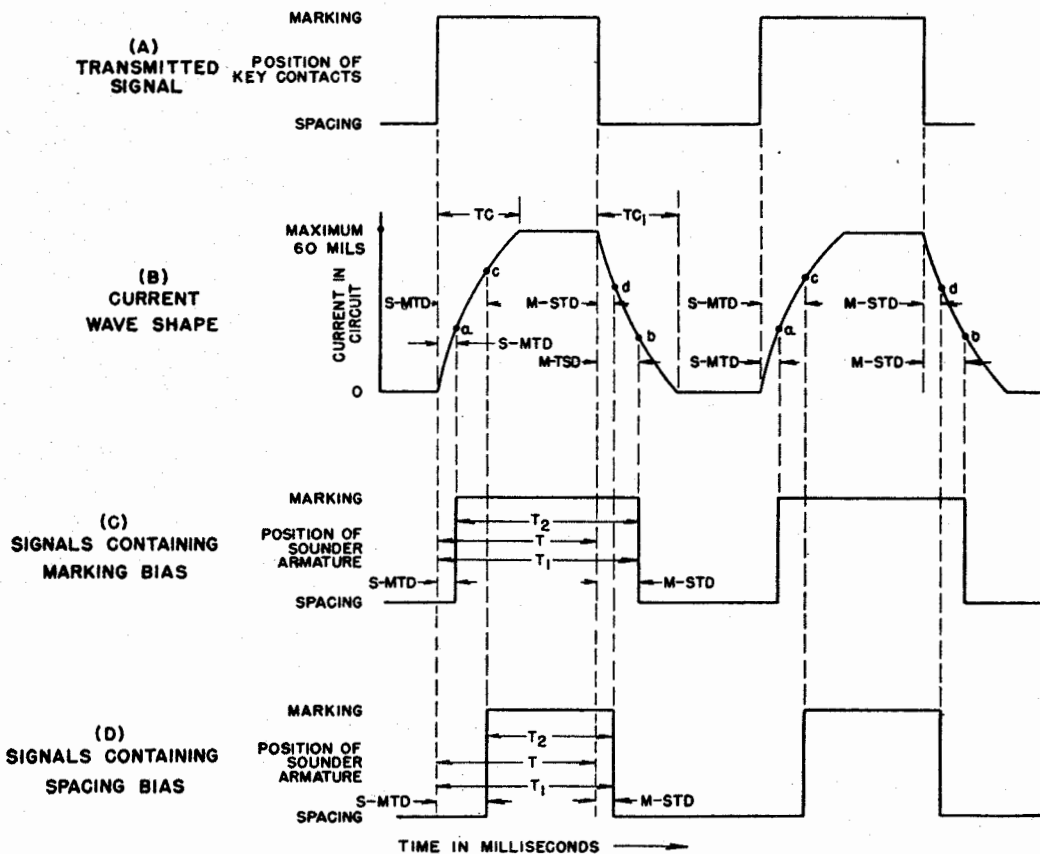 MARKING
(A)
TRANSMITTED
SIGNAL
POSITION OF
KEY CONTACTS
SPACING
TC
TC1
MAXIMUM
60 MILS
(B)
CURRENT
WAVE SHAPE
CURRENT IN
CIRCUIT
S-MTD
c
M-STD
d
S-MTD
c
M-STD
d
a
S-MTD
b
a
b
M-TSD
S-MTD
M-STD
O
MARKING
(C)
SIGNALS CONTAINING
MARKING BIAS
POSITION OF
SOUNDER
ARMATURE
T2
T
T1
S-MTD
M-STD
SPACING
MARKING
(D)
SIGNALS CONTAINING
SPACING BIAS
POSITION OF
SOUNDER
ARMATURE
T2
T
T1
S-MTD
M-STD
SPACING
TIME IN MILLISECONDS